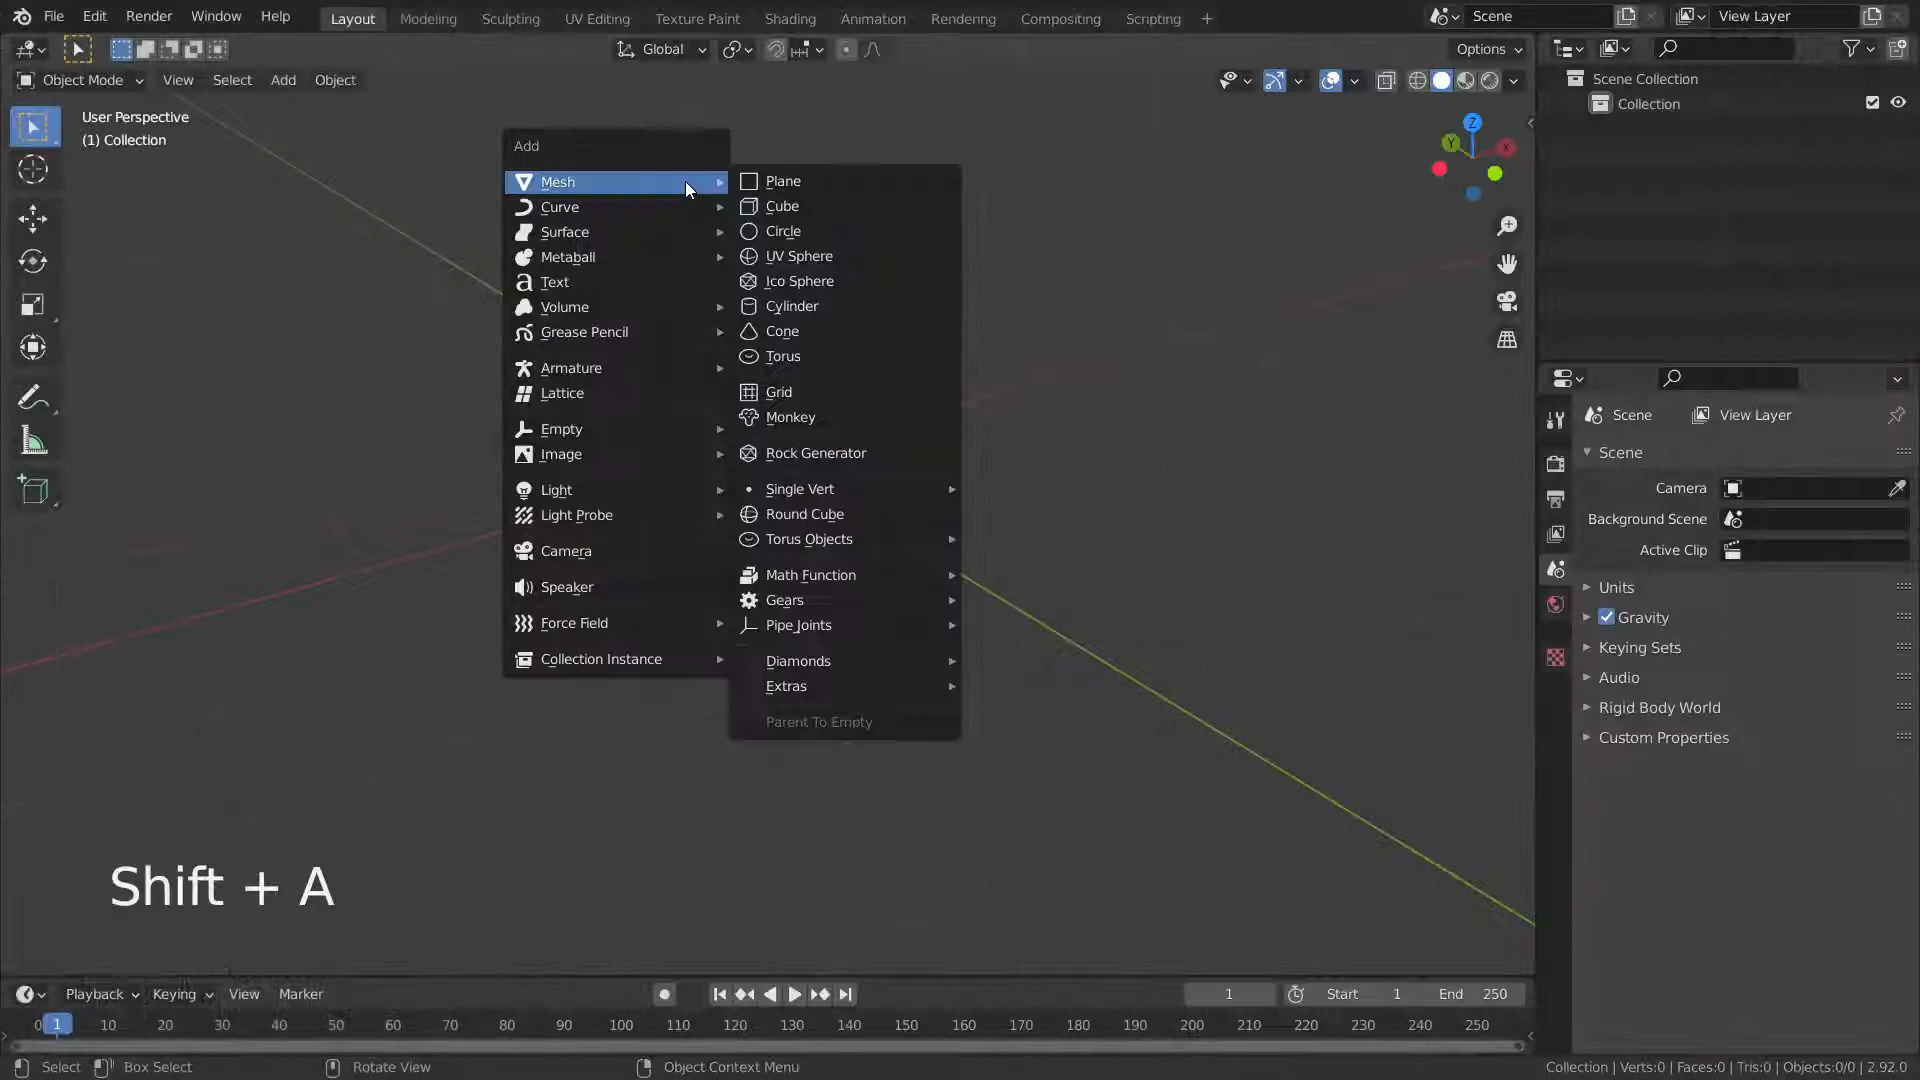 File Edit Render Window Help Layout Modeling Sculpting UV Editing Texture Paint Shading Animation Rendering Compositing Scripting + Scene View Layer
Global Options
Object Mode View Select Add Object
User Perspective
(1) Collection
Add
Mesh
Curve
Surface
Metaball
Text
Volume
Grease Pencil
Armature
Lattice
Empty
Image
Light
Light Probe
Camera
Speaker
Force Field
Collection Instance
Plane
Cube
Circle
UV Sphere
Ico Sphere
Cylinder
Cone
Torus
Grid
Monkey
Rock Generator
Single Vert
Round Cube
Torus Objects
Math Function
Gears
Pipe Joints
Diamonds
Extras
Parent To Empty
Z
Y
X
Scene Collection
Collection
Scene View Layer
Scene
Camera
Background Scene
Active Clip
Units
Gravity
Keying Sets
Audio
Rigid Body World
Custom Properties
Shift + A
Playback Keying View Marker 1 Start 1 End 250
0 1 10 20 30 40 50 60 70 80 90 100 110 120 130 140 150 160 170 180 190 200 210 220 230 240 250
Select Box Select Rotate View Object Context Menu Collection | Verts:0 | Faces:0 | Tris:0 | Objects:0/0 | 2.92.0